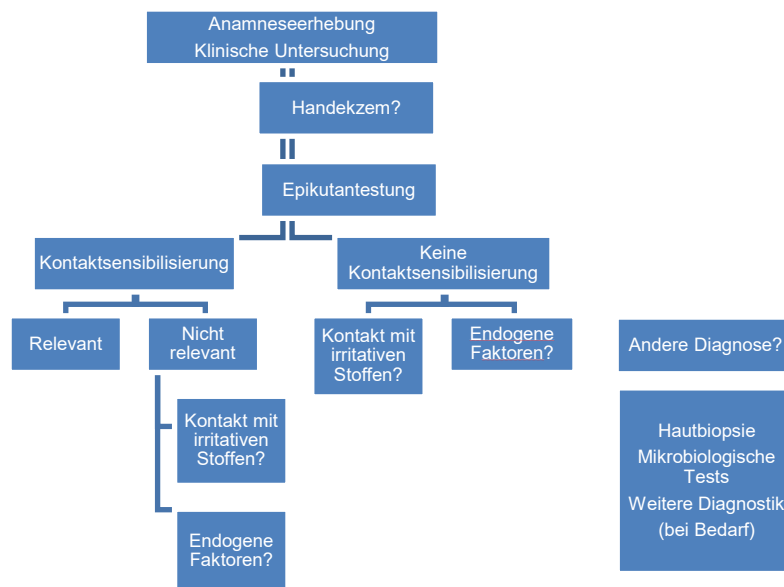 Anamneseerhebung
Klinische Untersuchung
Handekzem?
Epikutantestung
Kontaktsensibilisierung
Keine
Kontaktsensibilisierung
Relevant
Nicht
relevant
Kontakt mit
irritativen
Stoffen?
Endogene
Faktoren?
Kontakt mit
irritativen
Stoffen?
Endogene
Faktoren?
Andere Diagnose?
Hautbiopsie
Mikrobiologische
Tests
Weitere Diagnostik
(bei Bedarf)